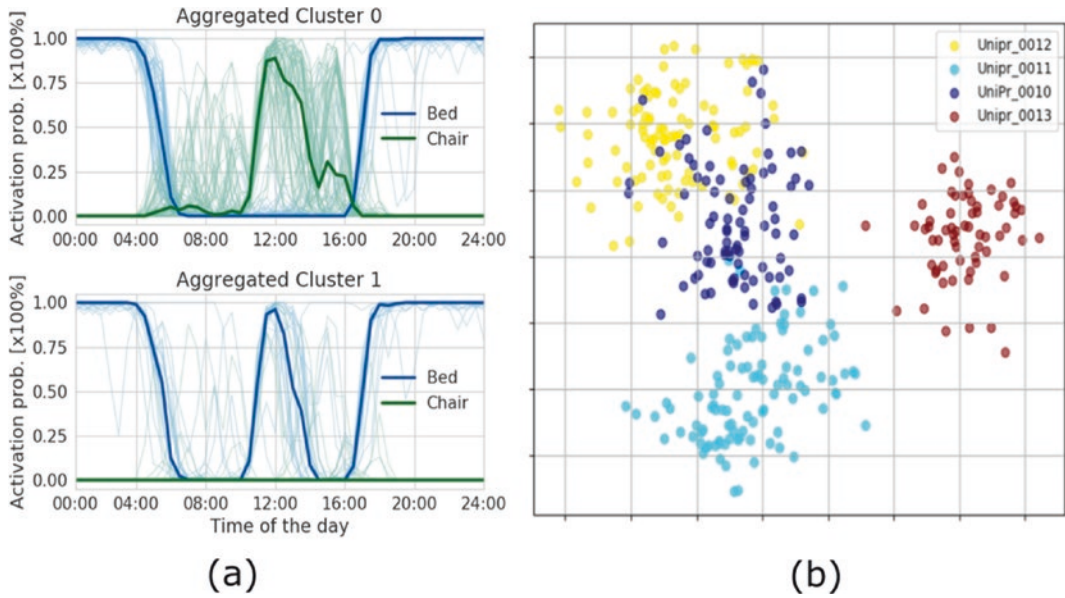 Aggregated Cluster 0
Activation prob. [x100%]
1.00
0.75
0.50
0.25
0.00
Bed
Chair
00:00 04:00 08:00 12:00 16:00 20:00 24:00
Aggregated Cluster 1
Activation prob. [x100%]
1.00
0.75
0.50
0.25
0.00
Bed
Chair
00:00 04:00 08:00 12:00 16:00 20:00 24:00
Time of the day
(a)
Unipr_0012
Unipr_0011
UniPr_0010
Unipr_0013
(b)